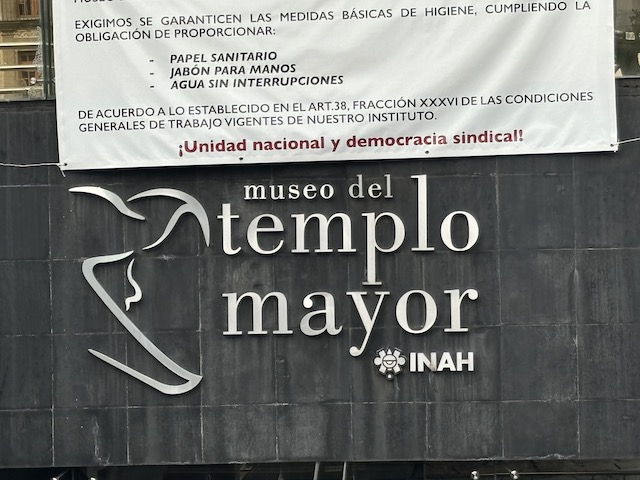 EXIGIMOS SE GARANTICEN LAS MEDIDAS BÁSICAS DE HIGIENE, CUMPLIENDO LA
OBLIGACIÓN DE PROPORCIONAR:
- PAPEL SANITARIO
- JABÓN PARA MANOS
- AGUA SIN INTERRUPCIONES
DE ACUERDO A LO ESTABLECIDO EN EL ART.38, FRACCIÓN XXXVI DE LAS CONDICIONES
GENERALES DE TRABAJO VIGENTES DE NUESTRO INSTITUTO.
¡Unidad nacional y democracia sindical!
museo del
templo
mayor
INAH